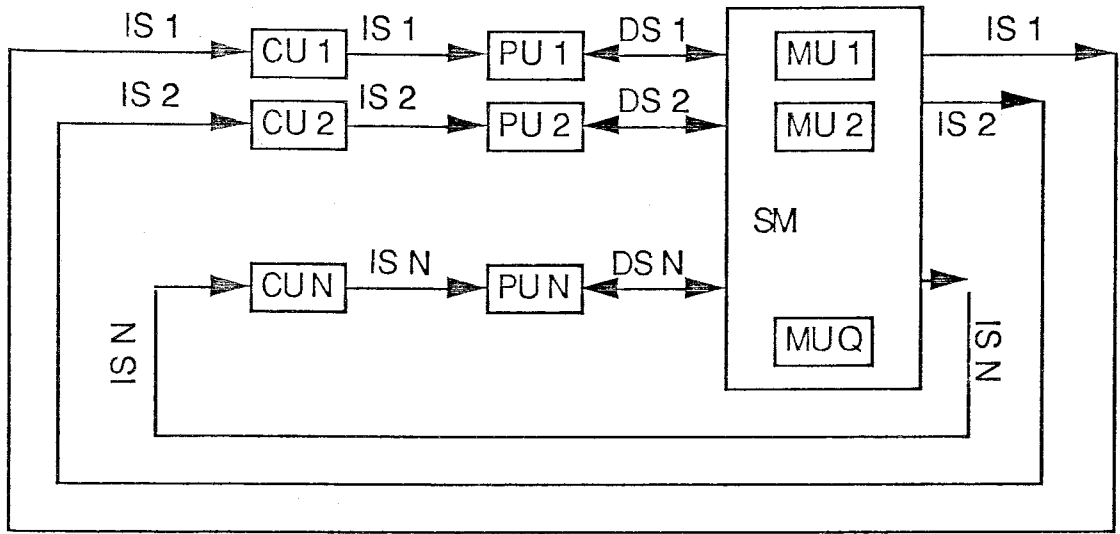 IS 1
CU 1
IS 1
PU 1
DS 1
MU 1
IS 1
IS 2
CU 2
IS 2
PU 2
DS 2
MU 2
IS 2
SM
CU N
IS N
PU N
DS N
IS N
IS N
MU Q